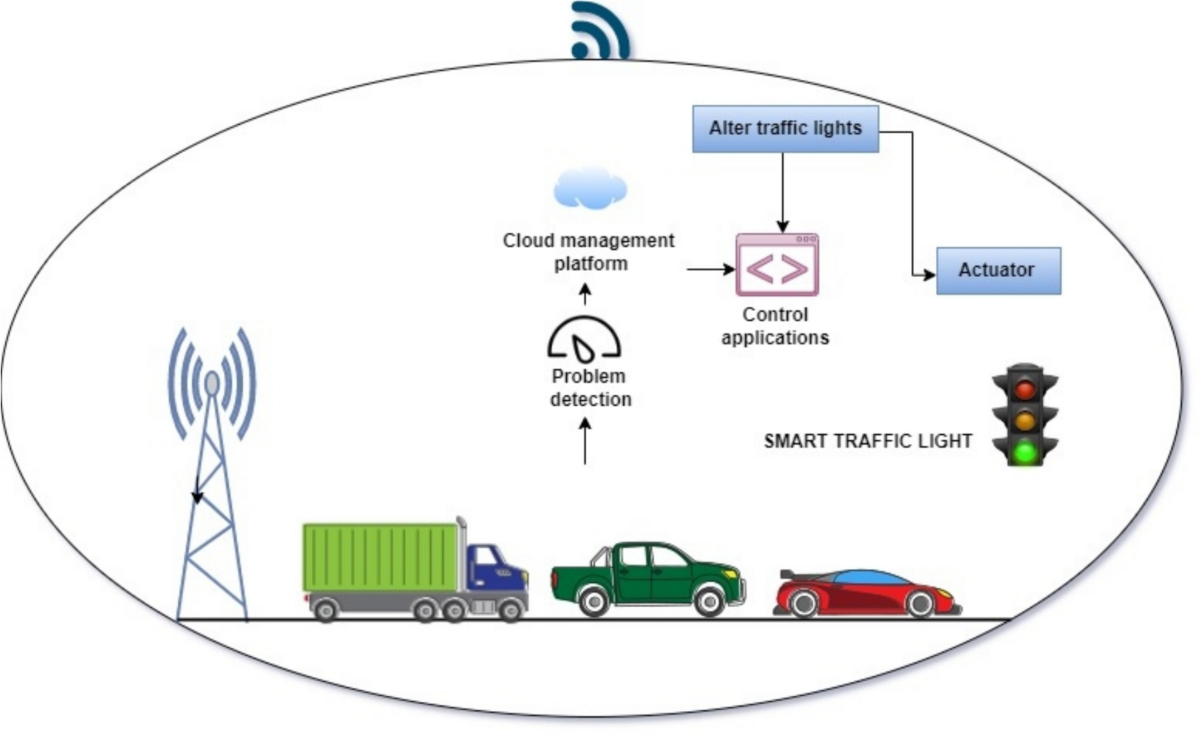 Alter traffic lights
Cloud management
platform
Actuator
Control
applications
Problem
detection
SMART TRAFFIC LIGHT